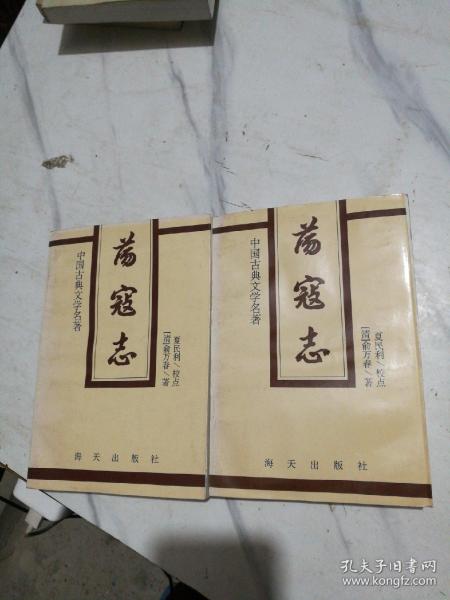 中国古典文学名著
荡寇志
夏民利／校点
［清］俞万春／著
海天出版社
中国古典文学名著
荡寇志
夏民利／校点
［清］俞万春／著
海天出版社
孔夫子旧书网
www.kongfz.com